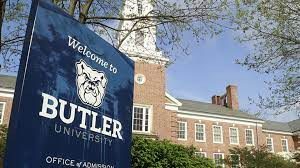 Welcome to
BUTLER
UNIVERSITY
OFFICE OF ADMISSION